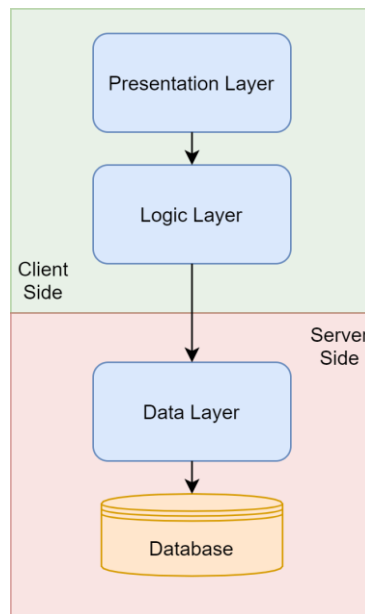 Presentation Layer
Logic Layer
Client
Side
Server
Side
Data Layer
Database